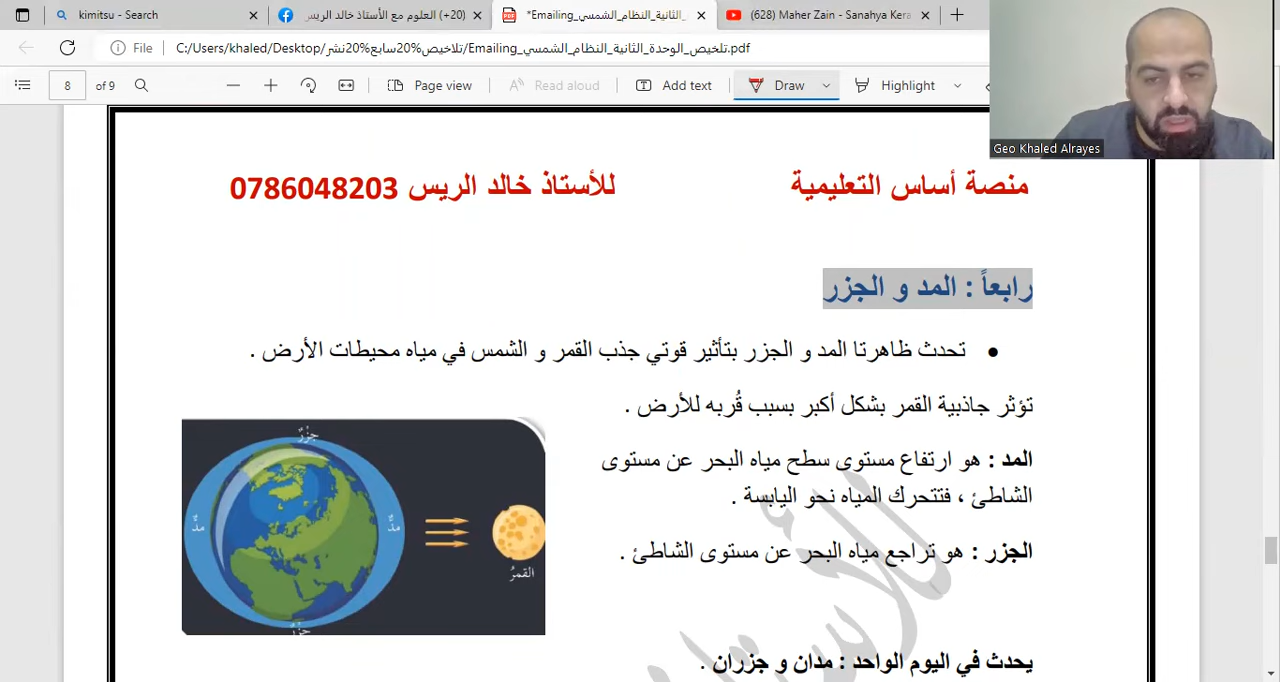 kimitsu - Search
(20+) العلوم مع الأستاذ خالد الريس
*Emailing_تلخيص_الوحدة_الثانية_النظام_الشمسي
(628) Maher Zain - Sanahya Kera
File
C:/Users/khaled/Desktop/تلاخيص%20سابع%20نشر/Emailing_تلخيص_الوحدة_الثانية_النظام_الشمسي.pdf
8 of 9
Page view
Read aloud
Add text
Draw
Highlight
Geo Khaled Alrayes
منصة أساس التعليمية للأستاذ خالد الريس 0786048203
رابعاً : المد و الجزر
• تحدث ظاهرتا المد و الجزر بتأثير قوتي جذب القمر و الشمس في مياه محيطات الأرض .
تؤثر جاذبية القمر بشكل أكبر بسبب قُربه للأرض .
المد : هو ارتفاع مستوى سطح مياه البحر عن مستوى
الشاطئ ، فتتحرك المياه نحو اليابسة .
الجزر : هو تراجع مياه البحر عن مستوى الشاطئ .
جزْرٌ
مدٌّ
مدٌّ
القمرُ
جزْرٌ
يحدث في اليوم الواحد : مدان و جزران .